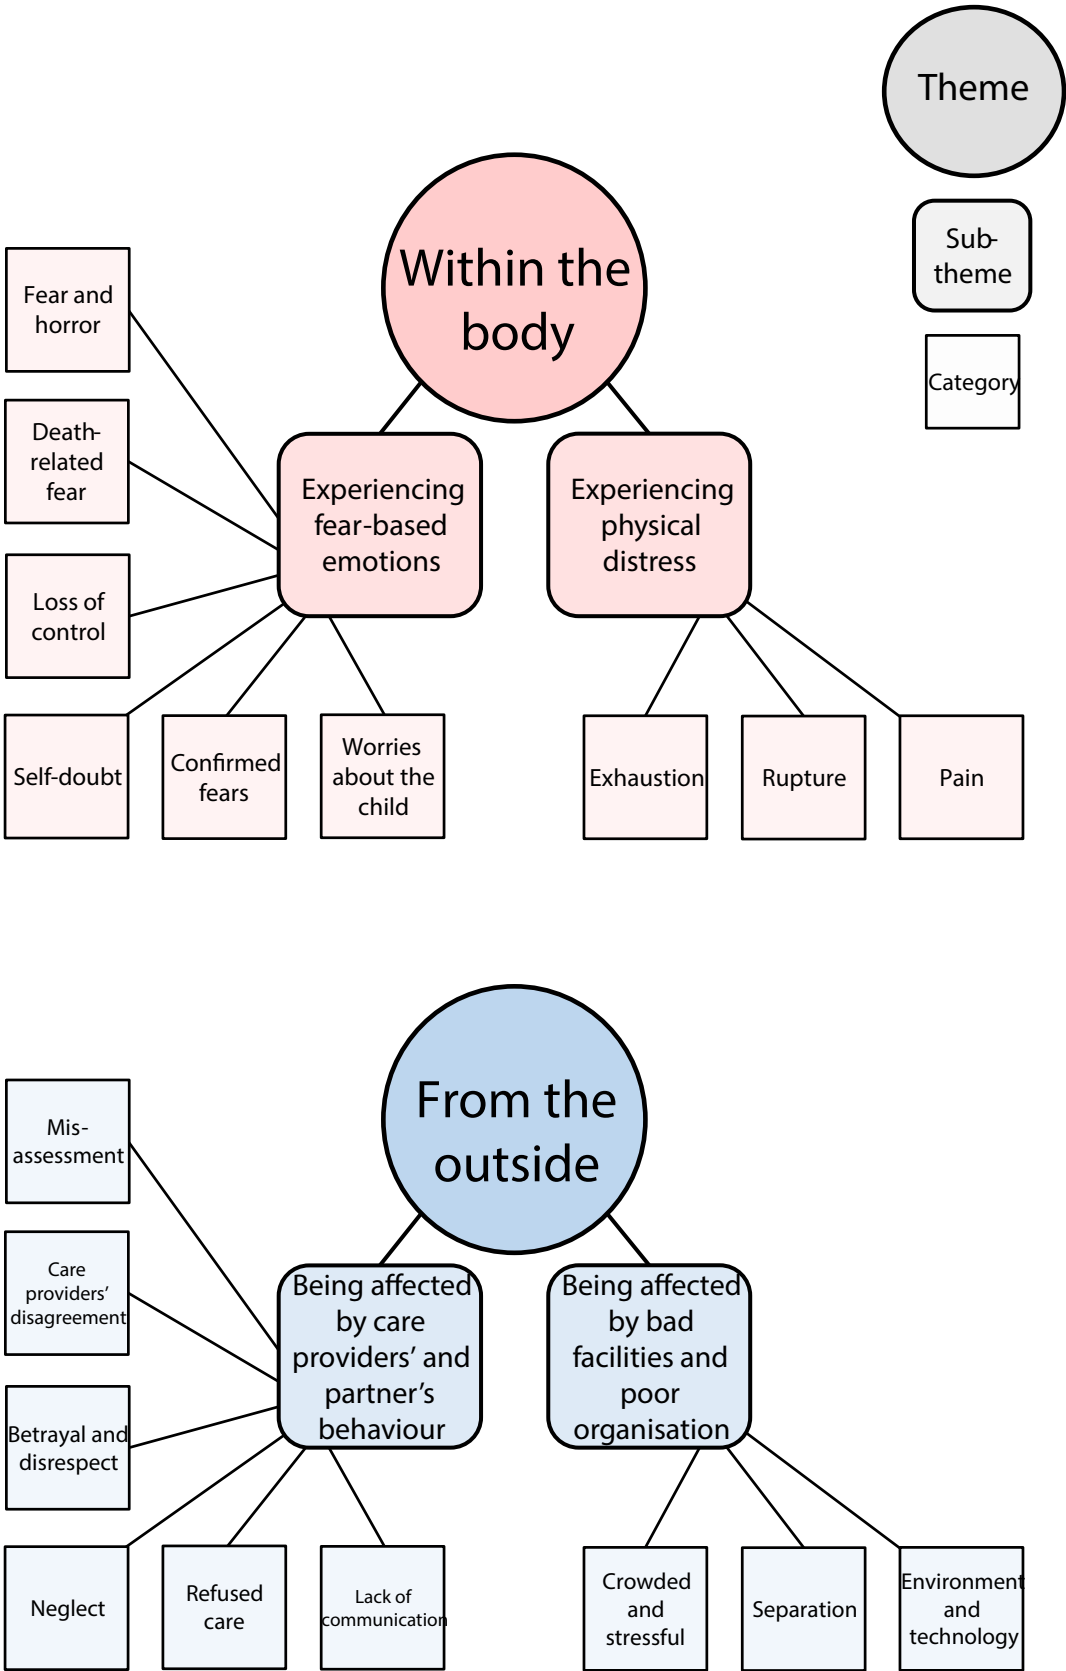 Theme
Sub-
theme
Category
Within the
body
Fear and
horror
Death-
related
fear
Loss of
control
Self-doubt
Confirmed
fears
Worries
about the
child
Experiencing
fear-based
emotions
Experiencing
physical
distress
Exhaustion
Rupture
Pain
From the
outside
Mis-
assessment
Care
providers’
disagreement
Betrayal and
disrespect
Neglect
Refused
care
Lack of
communication
Being affected
by care
providers’ and
partner’s
behaviour
Being affected
by bad
facilities and
poor
organisation
Crowded
and
stressful
Separation
Environment
and
technology